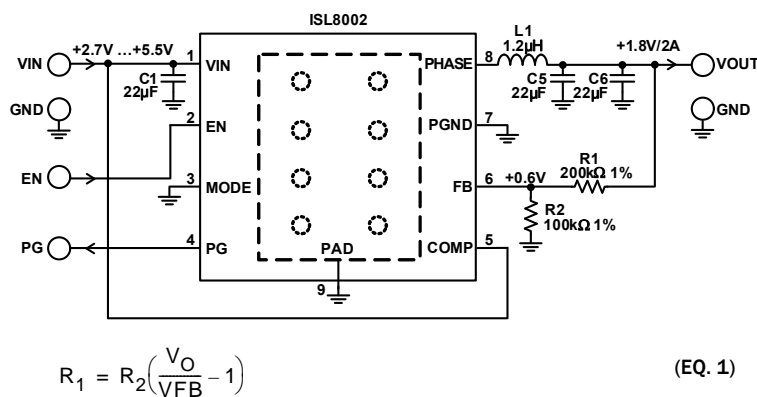 ISL8002
L1
1.2µH
+2.7V ...+5.5V
+1.8V/2A
VIN
1
VIN
PHASE
8
VOUT
C1
22µF
C5
22µF
C6
22µF
GND
GND
2
EN
PGND
7
EN
R1
200kΩ 1%
3
MODE
FB
6
+0.6V
R2
100kΩ 1%
PG
4
PG
PAD
COMP
5
9
R1 = R2(VO/VFB – 1)
(EQ. 1)